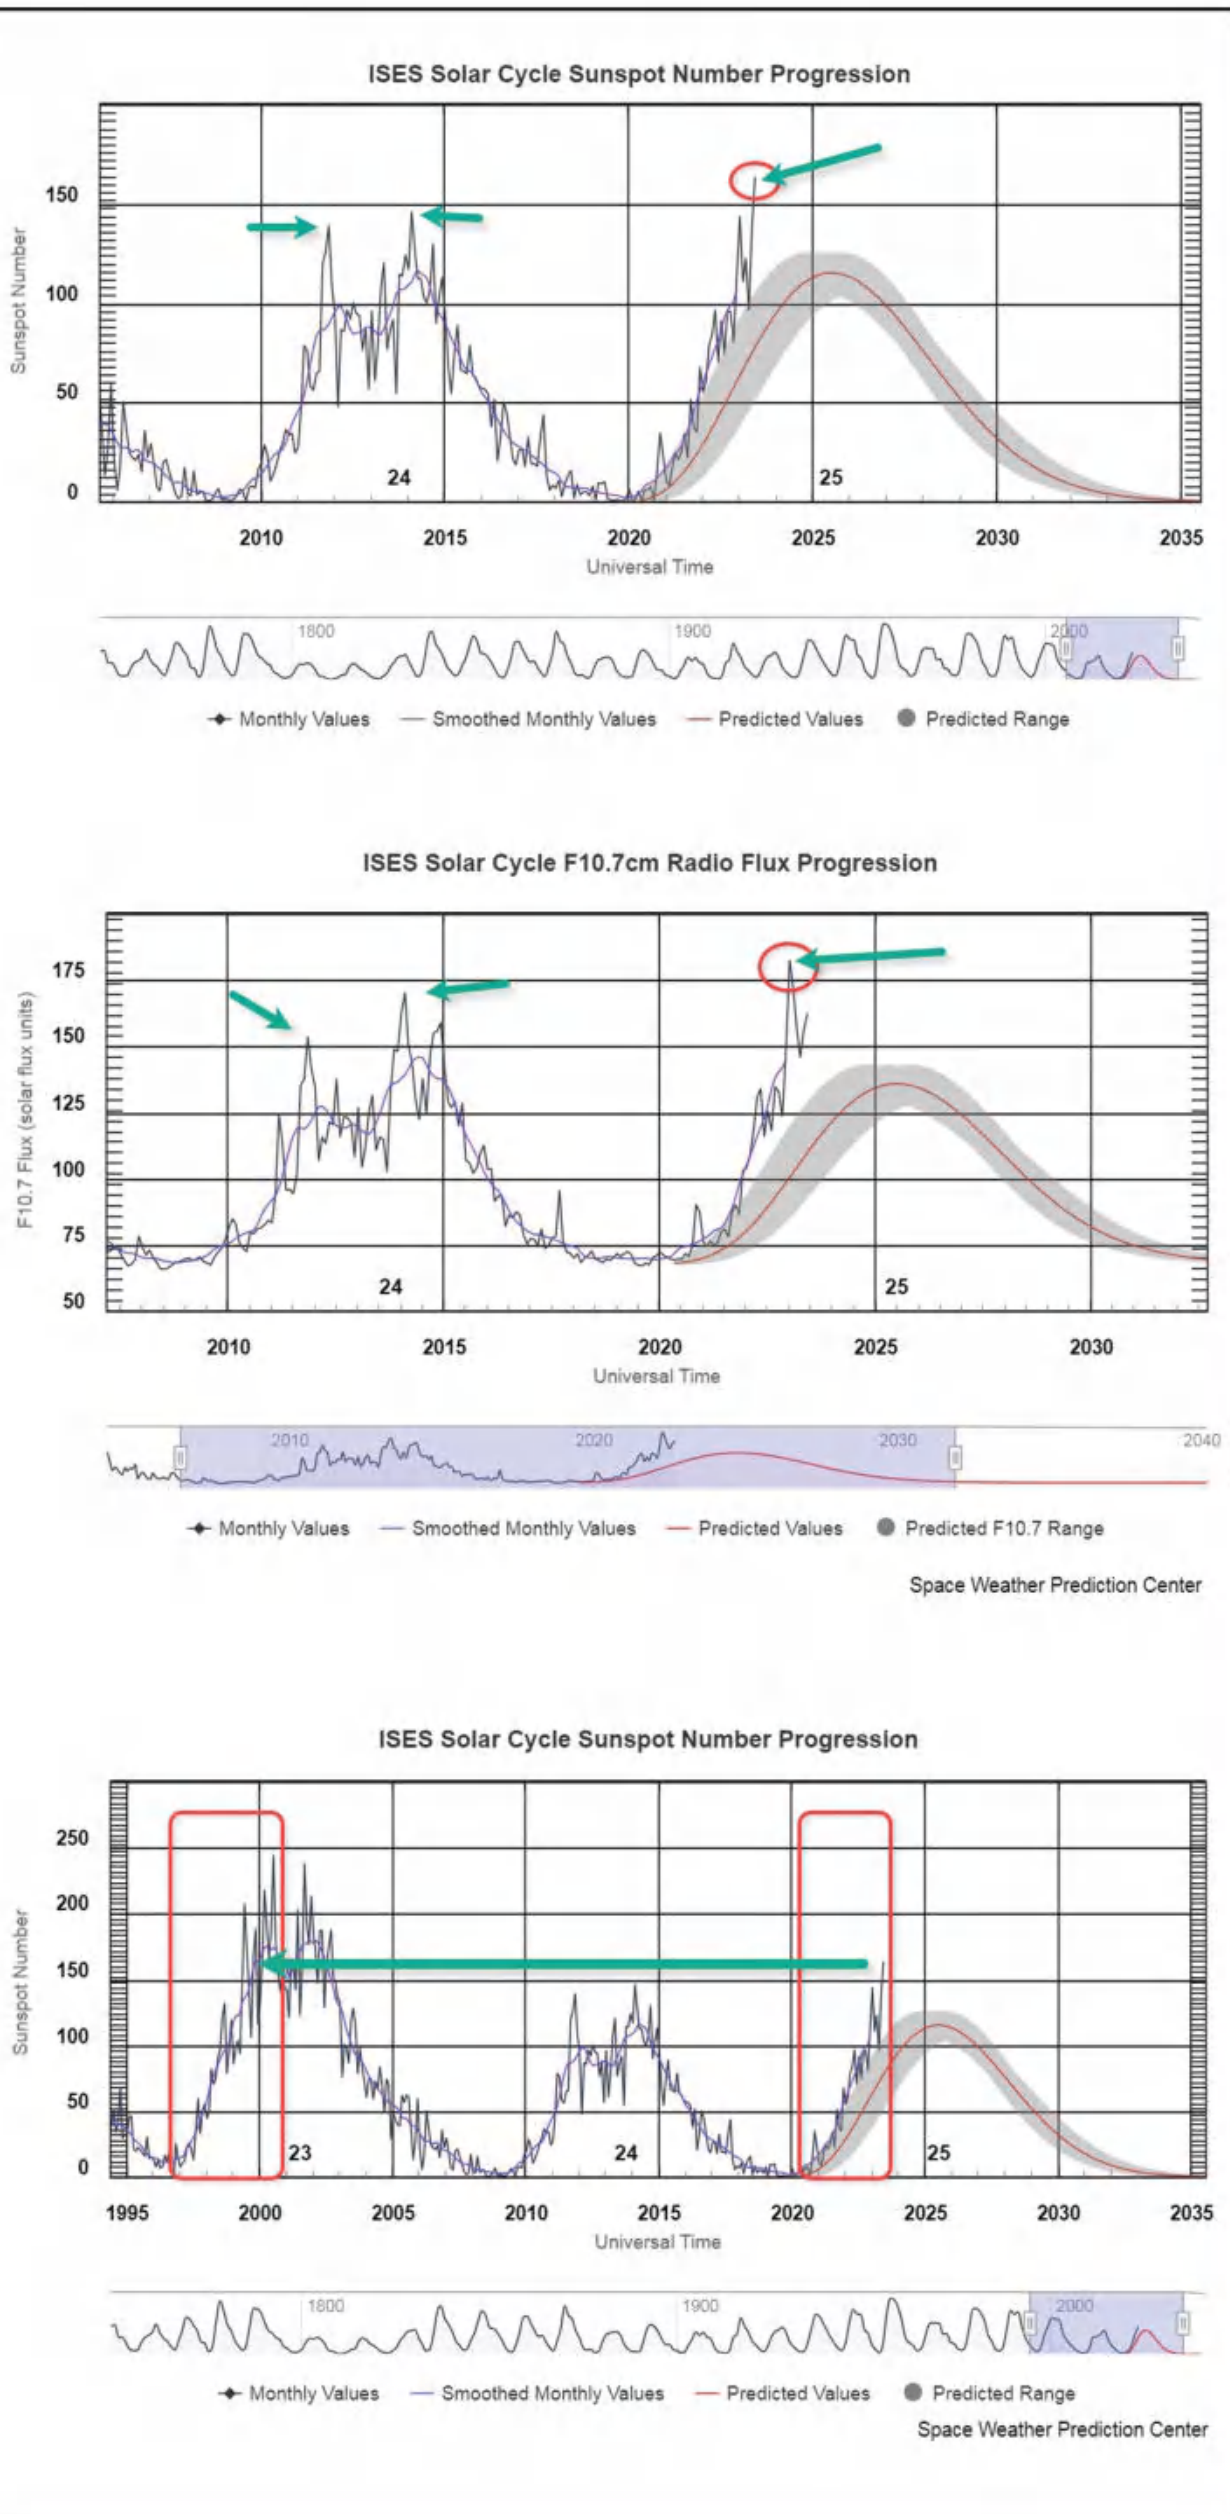 ISES Solar Cycle Sunspot Number Progression
Sunspot Number
150
100
50
0
24
25
2010 2015 2020 2025 2030 2035
Universal Time
1800 1900 2000
Monthly Values Smoothed Monthly Values Predicted Values Predicted Range
ISES Solar Cycle F10.7cm Radio Flux Progression
F10.7 Flux (solar flux units)
175
150
125
100
75
50
24
25
2010 2015 2020 2025 2030
Universal Time
2010 2020 2030 2040
Monthly Values Smoothed Monthly Values Predicted Values Predicted F10.7 Range
Space Weather Prediction Center
ISES Solar Cycle Sunspot Number Progression
Sunspot Number
250
200
150
100
50
0
23
24
25
1995 2000 2005 2010 2015 2020 2025 2030 2035
Universal Time
1800 1900 2000
Monthly Values Smoothed Monthly Values Predicted Values Predicted Range
Space Weather Prediction Center